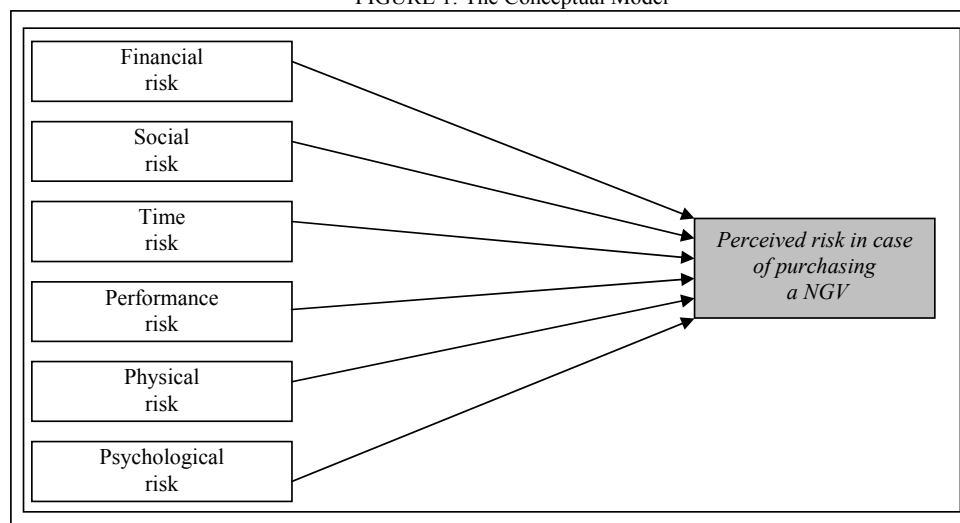 FIGURE 1: The Conceptual Model
Financial
risk
Social
risk
Time
risk
Performance
risk
Physical
risk
Psychological
risk
Perceived risk in case
of purchasing
a NGV